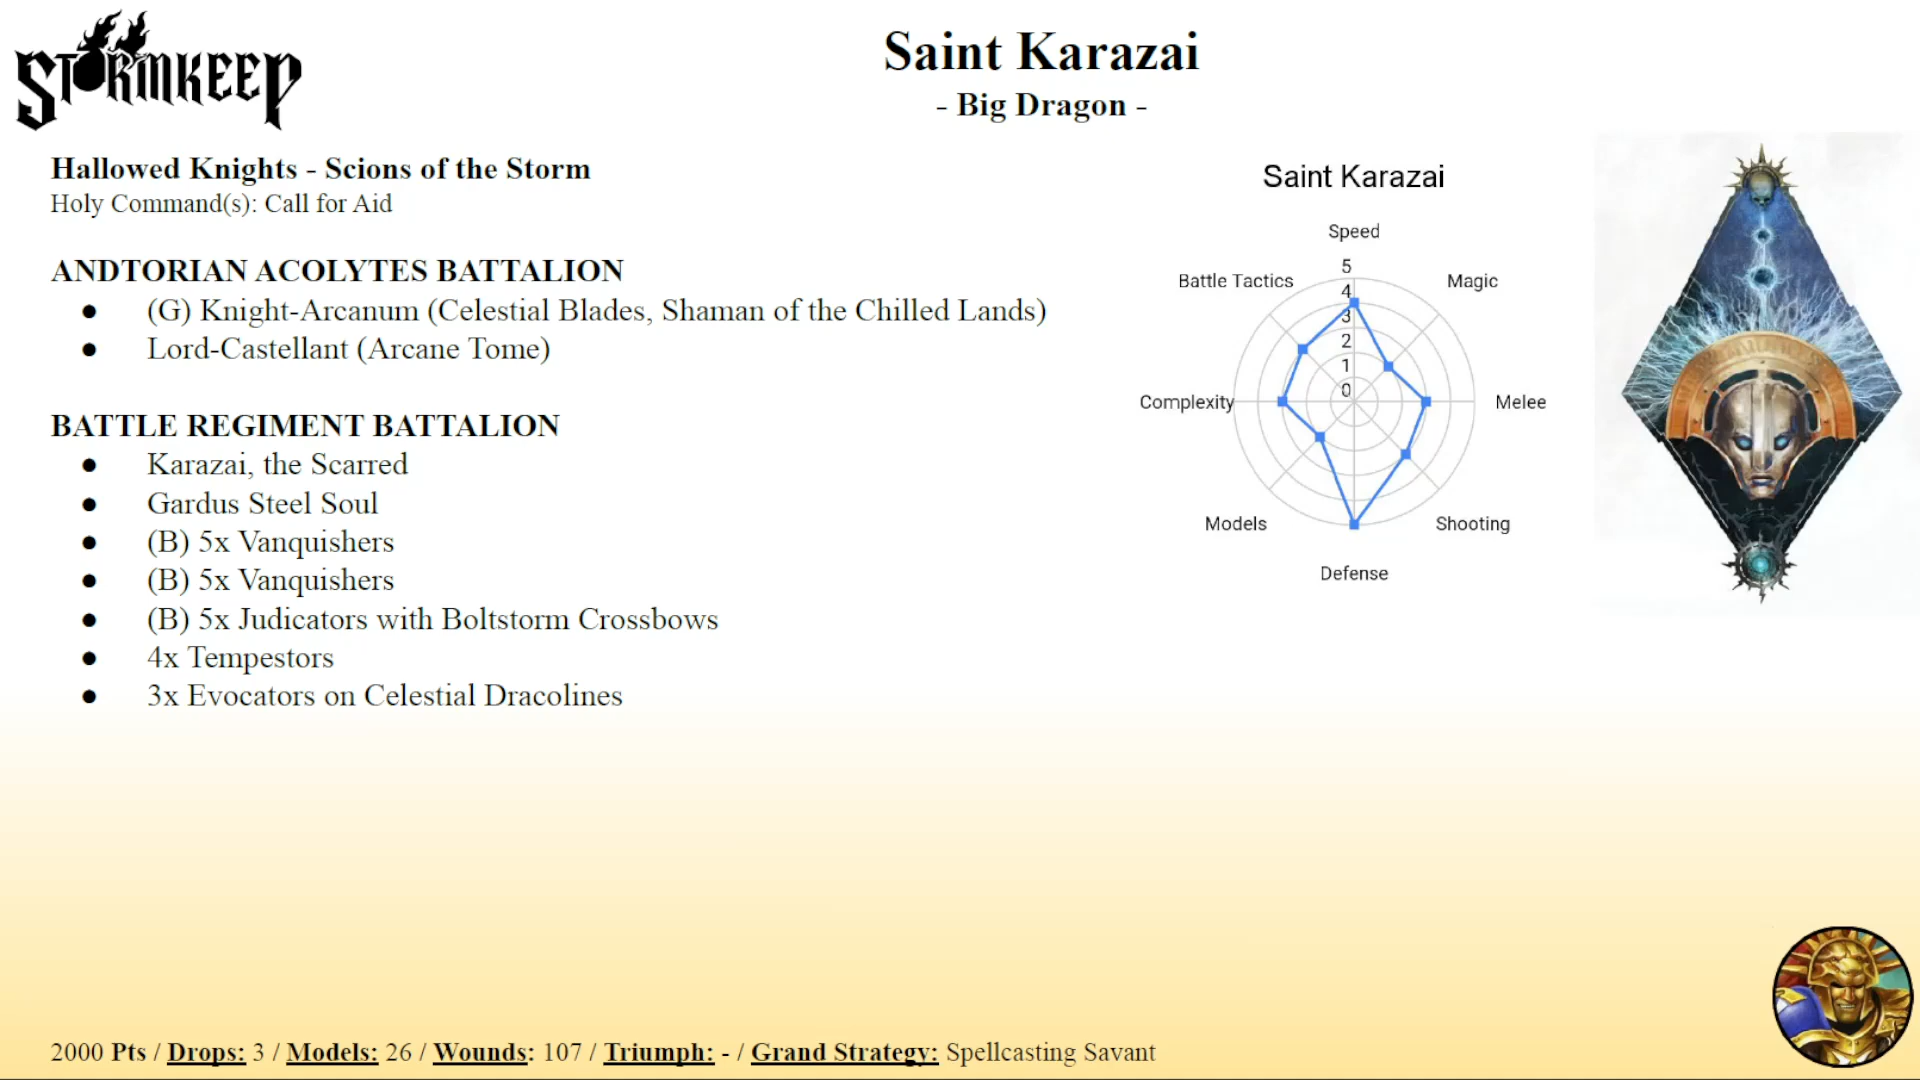 STORMKEEP
Saint Karazai
- Big Dragon -
Hallowed Knights - Scions of the Storm
Holy Command(s): Call for Aid
ANDTORIAN ACOLYTES BATTALION
● (G) Knight-Arcanum (Celestial Blades, Shaman of the Chilled Lands)
● Lord-Castellant (Arcane Tome)
BATTLE REGIMENT BATTALION
● Karazai, the Scarred
● Gardus Steel Soul
● (B) 5x Vanquishers
● (B) 5x Vanquishers
● (B) 5x Judicators with Boltstorm Crossbows
● 4x Tempestors
● 3x Evocators on Celestial Dracolines
Saint Karazai
Speed
5
Battle Tactics
Magic
4
3
2
1
0
Complexity
Melee
Models
Shooting
Defense
2000 Pts / Drops: 3 / Models: 26 / Wounds: 107 / Triumph: - / Grand Strategy: Spellcasting Savant